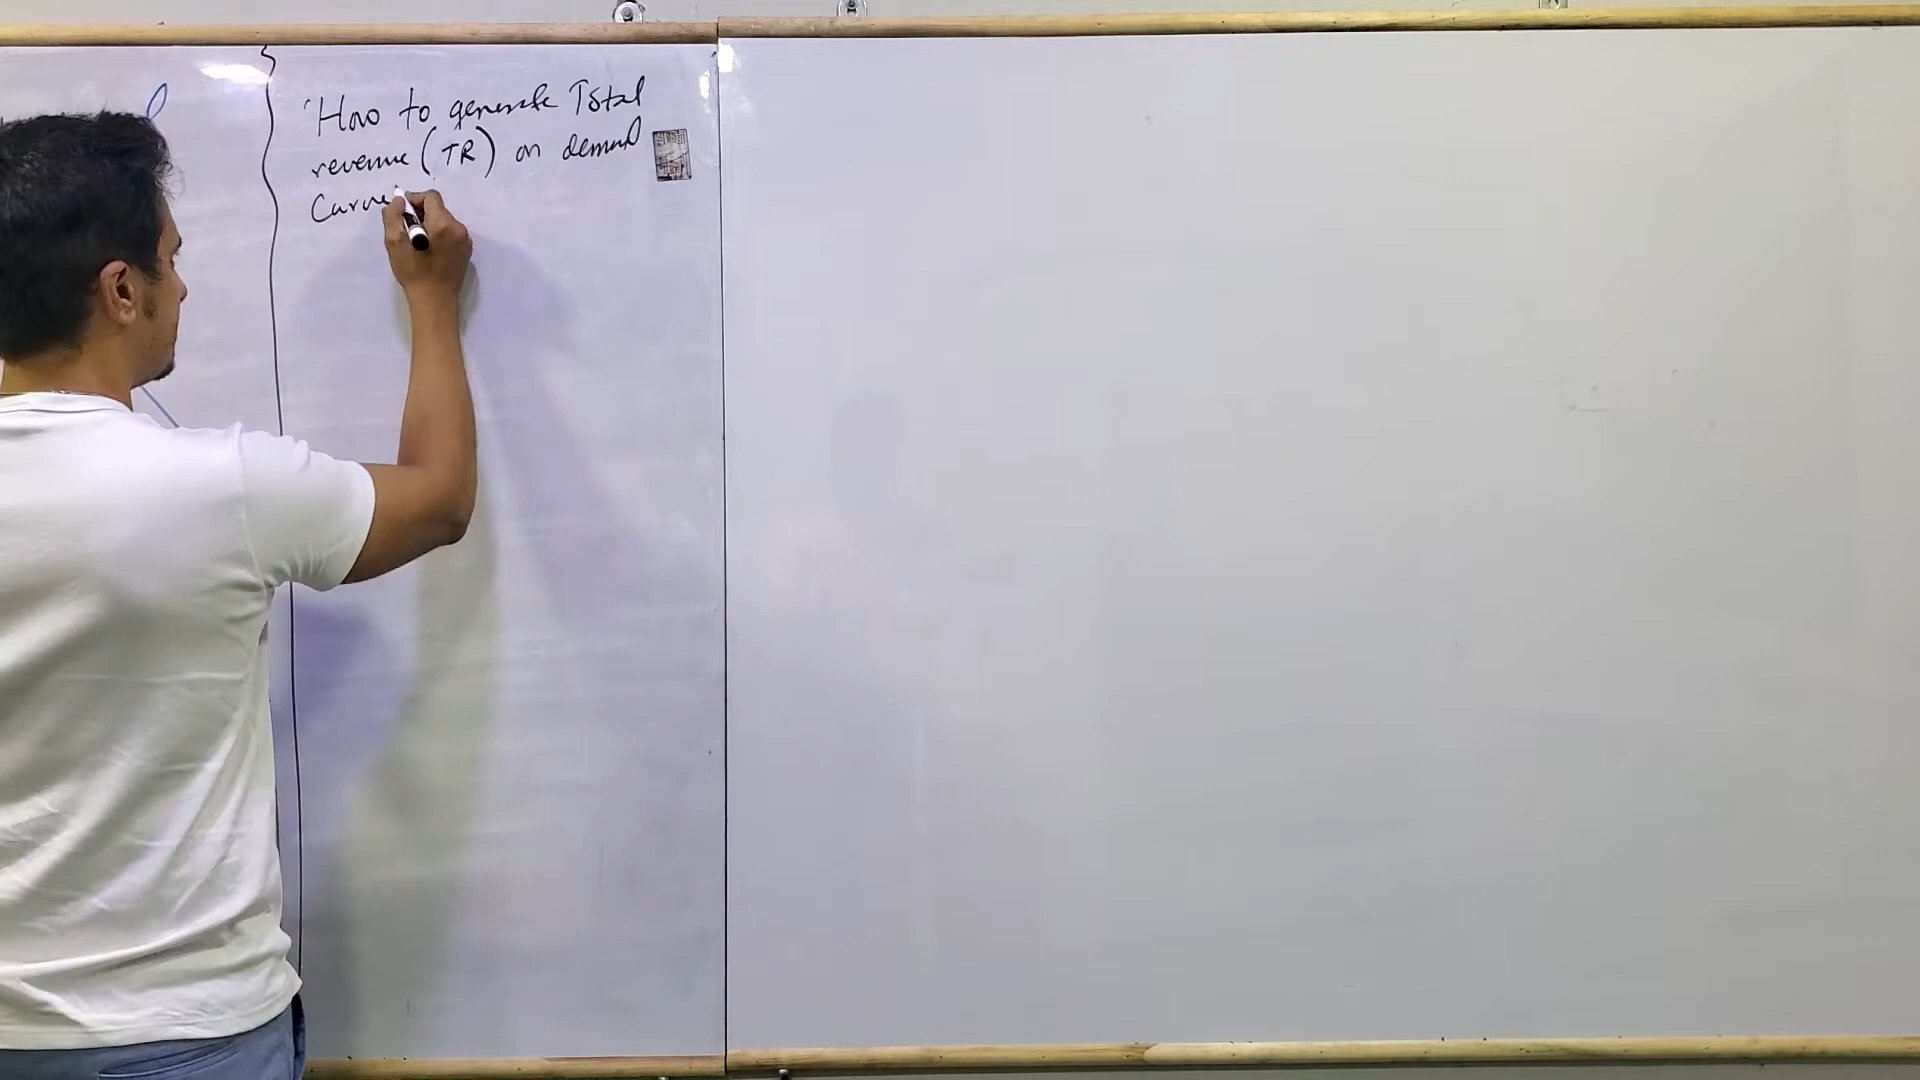 'How to generate Total
revenue (TR) on demand
Curve